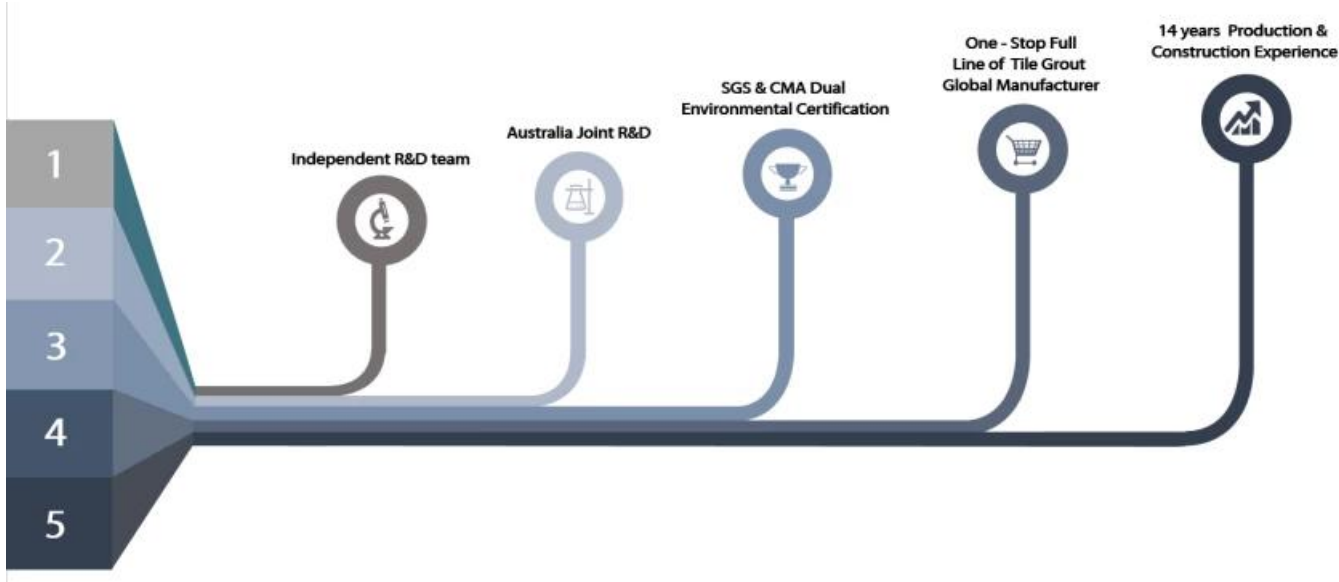 14 years Production &
Construction Experience
One - Stop Full
Line of Tile Grout
Global Manufacturer
SGS & CMA Dual
Environmental Certification
Australia Joint R&D
Independent R&D team
1
2
3
4
5